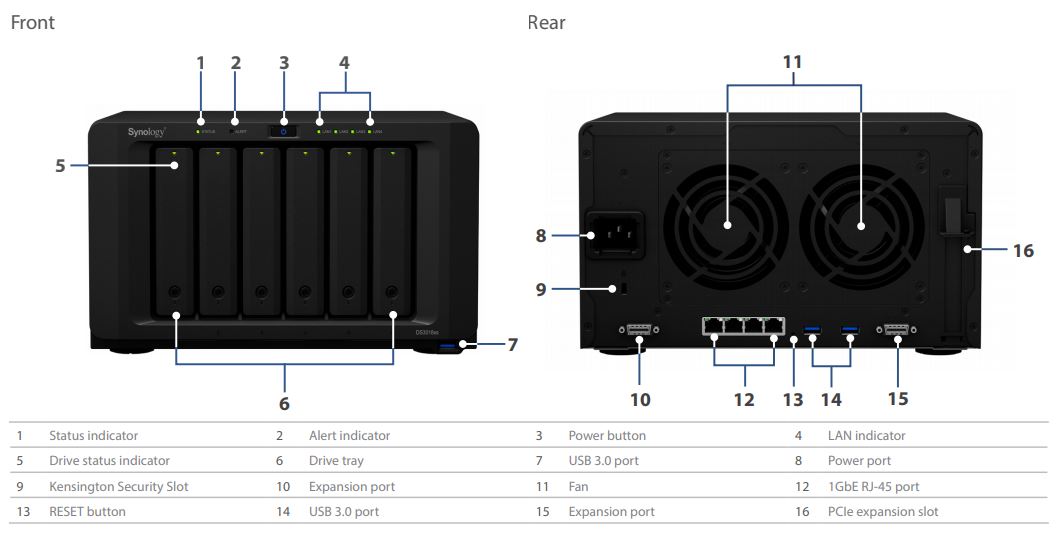 Front
Rear
1 2 3 4
11
Synology
STATUS ALERT LAN1 LAN2 LAN3 LAN4
5
8
16
9
DS3018xs
7
6
10 12 13 14 15
1 Status indicator 2 Alert indicator 3 Power button 4 LAN indicator
5 Drive status indicator 6 Drive tray 7 USB 3.0 port 8 Power port
9 Kensington Security Slot 10 Expansion port 11 Fan 12 1GbE RJ-45 port
13 RESET button 14 USB 3.0 port 15 Expansion port 16 PCIe expansion slot